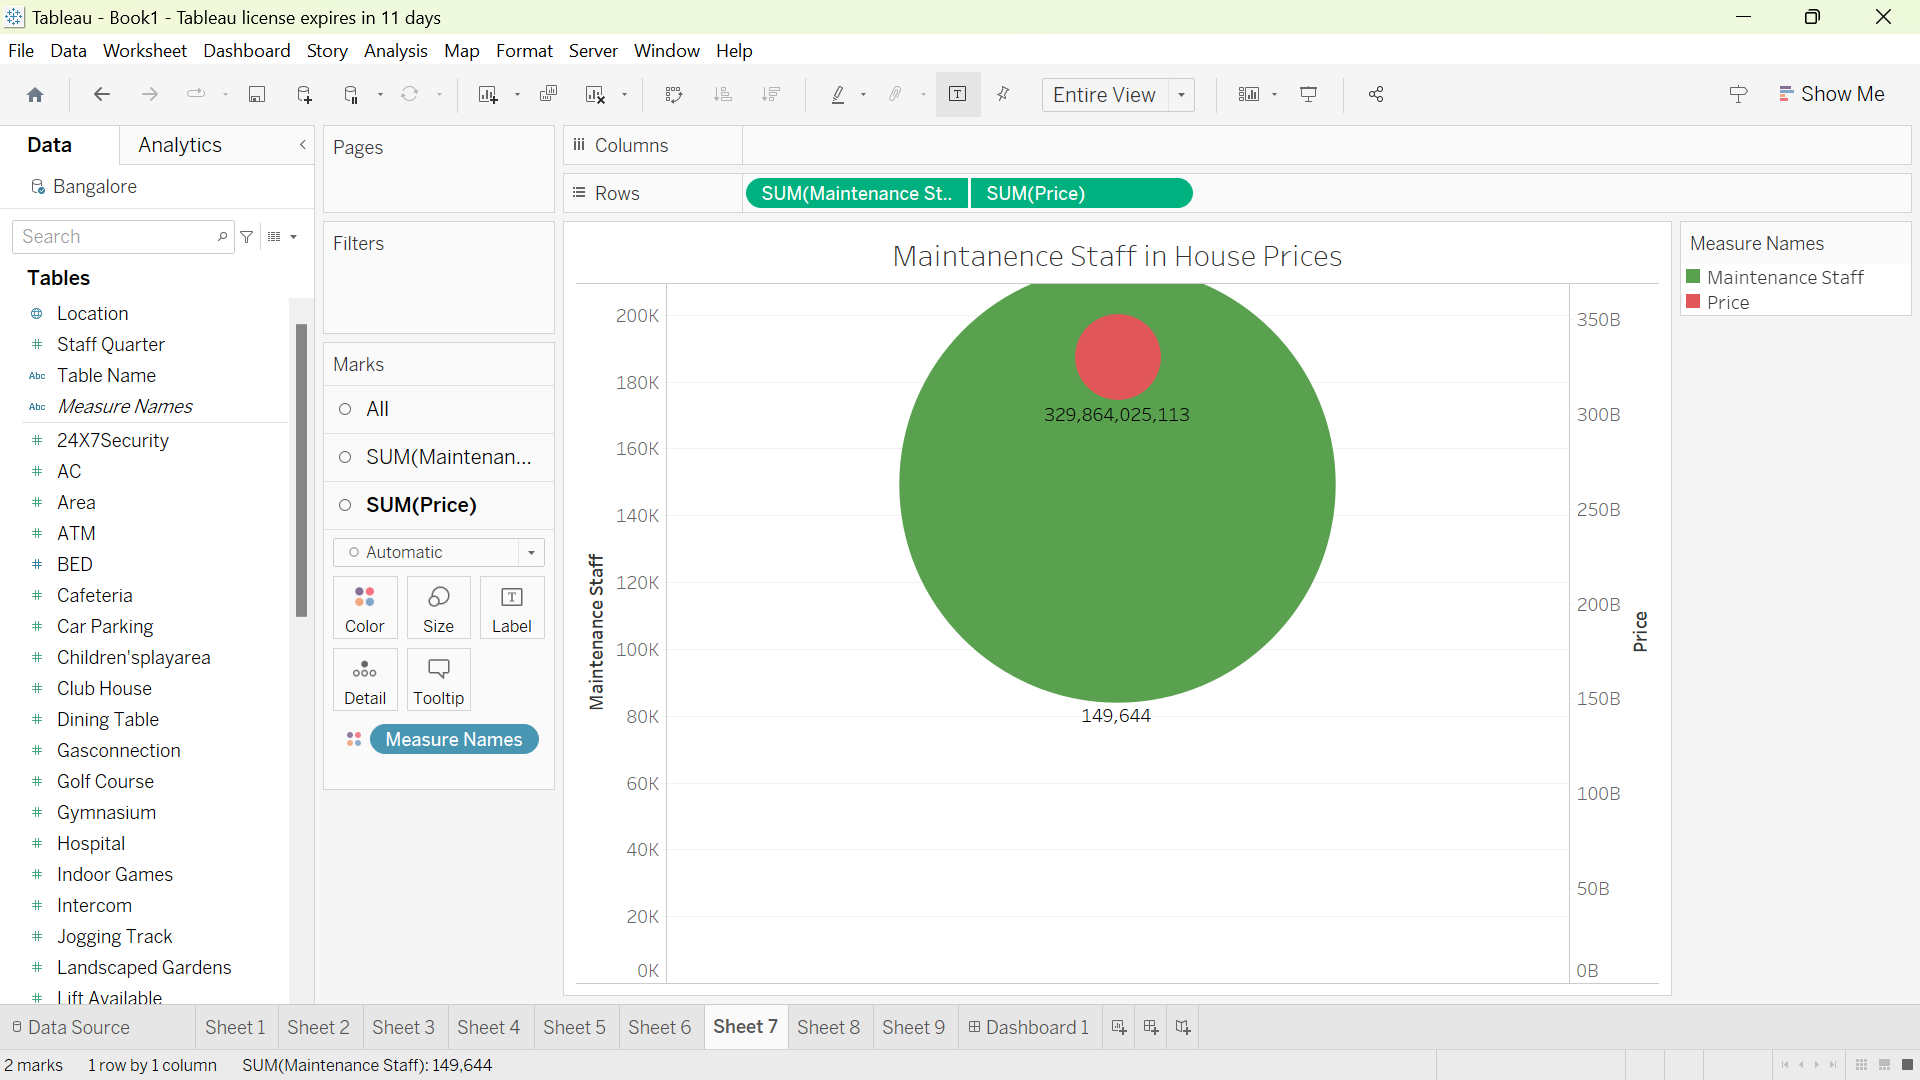 Tableau - Book1 - Tableau license expires in 11 days
File Data Worksheet Dashboard Story Analysis Map Format Server Window Help
Entire View
Show Me
Data
Analytics
Bangalore
Search
Tables
Location
Staff Quarter
Abc Table Name
Abc Measure Names
24X7Security
AC
Area
ATM
BED
Cafeteria
Car Parking
Children'splayarea
Club House
Dining Table
Gasconnection
Golf Course
Gymnasium
Hospital
Indoor Games
Intercom
Jogging Track
Landscaped Gardens
Lift Available
Pages
Filters
Marks
All
SUM(Maintenan...
SUM(Price)
Automatic
Color Size Label
Detail Tooltip
Measure Names
Columns
Rows SUM(Maintenance St.. SUM(Price)
Maintanence Staff in House Prices
Maintenance Staff
200K
180K
160K
140K
120K
100K
80K
60K
40K
20K
0K
329,864,025,113
149,644
350B
300B
250B
200B
150B
100B
50B
0B
Price
Measure Names
Maintenance Staff
Price
Data Source Sheet 1 Sheet 2 Sheet 3 Sheet 4 Sheet 5 Sheet 6 Sheet 7 Sheet 8 Sheet 9 Dashboard 1
2 marks 1 row by 1 column SUM(Maintenance Staff): 149,644